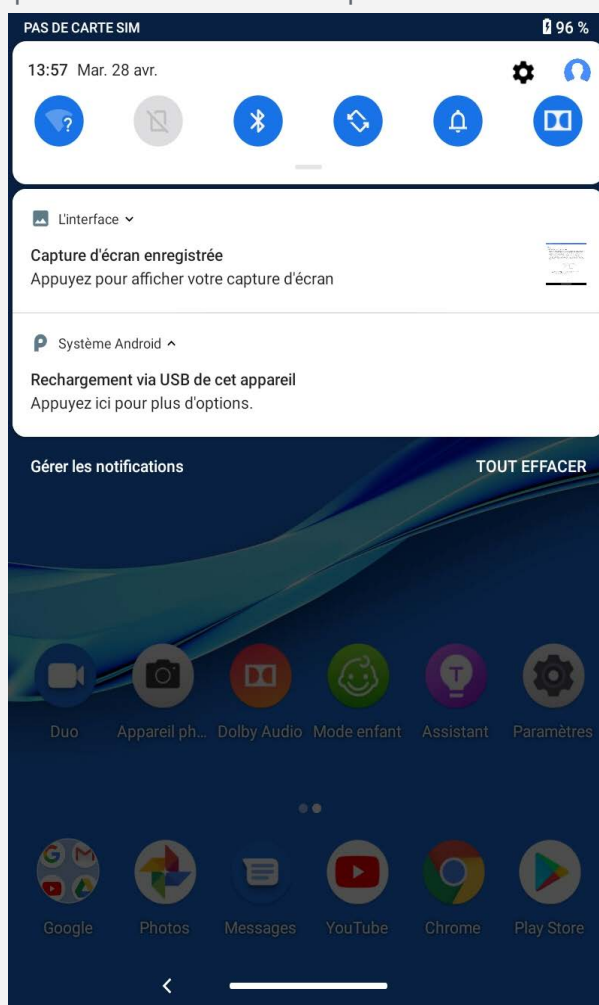 PAS DE CARTE SIM 96 %
13:57 Mar. 28 avr.
?
L'interface
Capture d'écran enregistrée
Appuyez pour afficher votre capture d'écran
Système Android
Rechargement via USB de cet appareil
Appuyez ici pour plus d'options.
Gérer les notifications TOUT EFFACER
T
Duo Appareil ph... Dolby Audio Mode enfant Assistant Paramètres
G M
Google Photos Messages YouTube Chrome Play Store